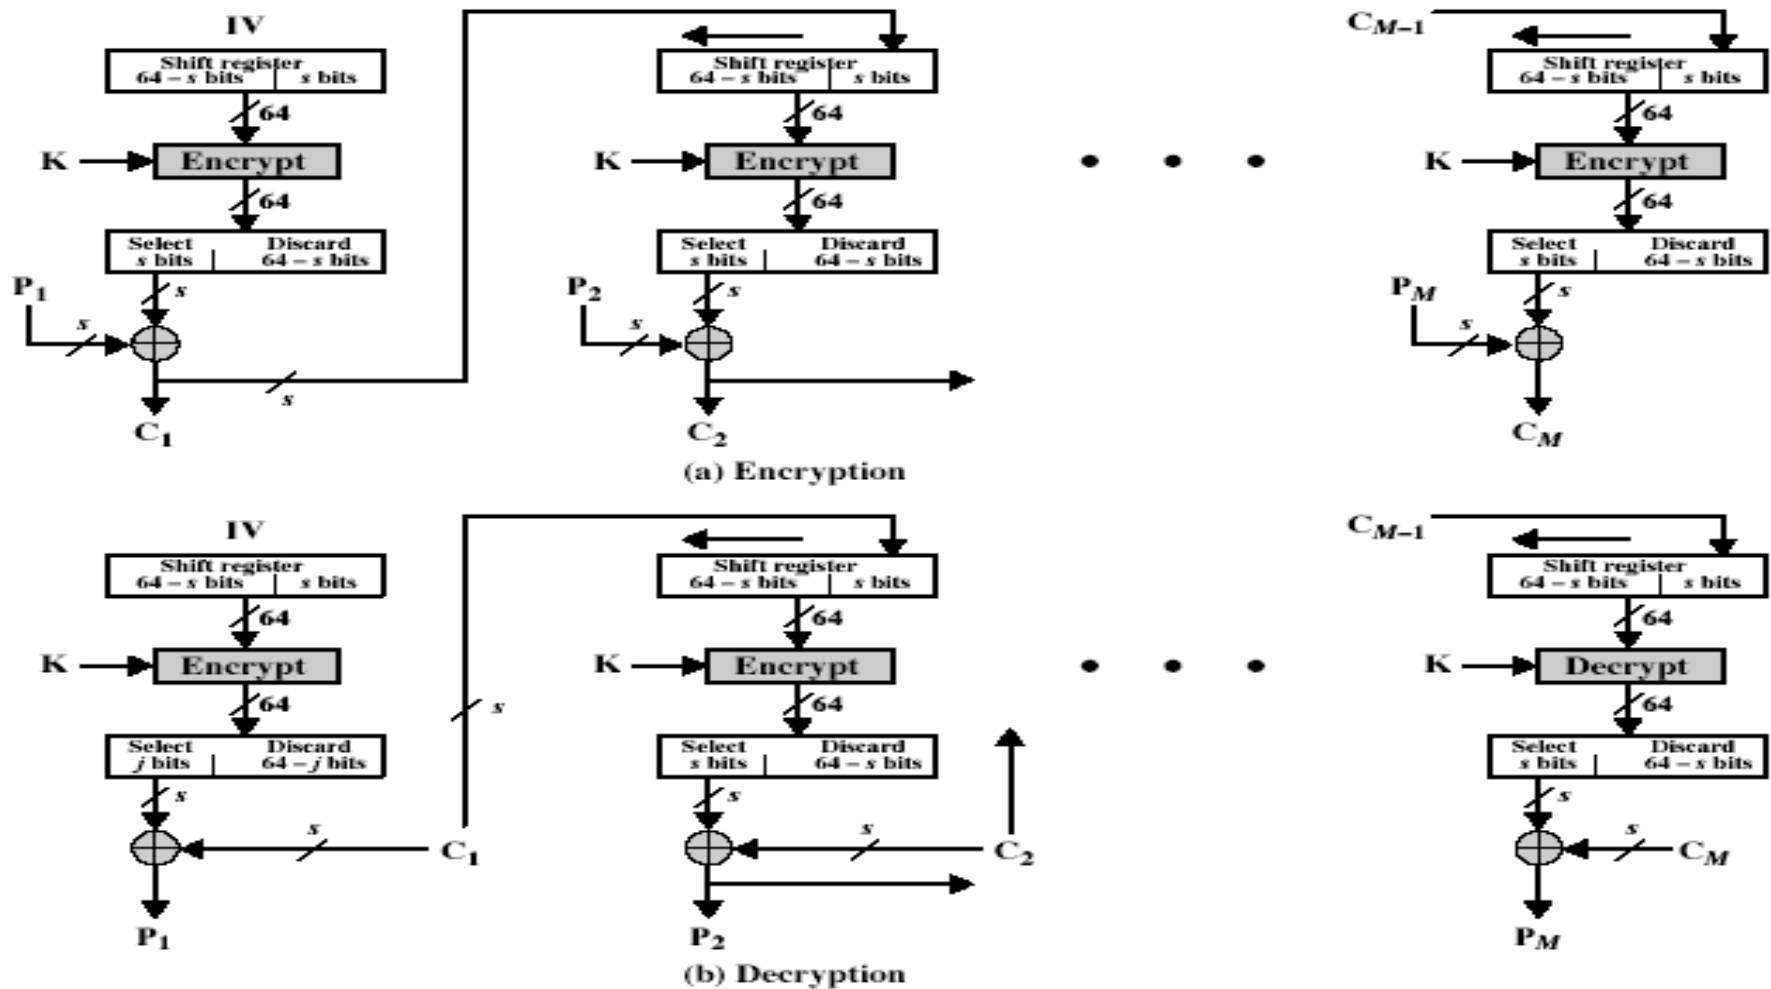 IV C_{M-1}
Shift register Shift register Shift register
64 – s bits s bits 64 – s bits s bits 64 – s bits s bits
64 64 64
K Encrypt K Encrypt K Encrypt
64 64 64
Select Discard Select Discard Select Discard
s bits 64 – s bits s bits 64 – s bits s bits 64 – s bits
P1 s P2 s PM s
s s s
s
C1 C2 CM
(a) Encryption
IV C_{M-1}
Shift register Shift register Shift register
64 – s bits s bits 64 – s bits s bits 64 – s bits s bits
64 64 64
K Encrypt K Encrypt K Decrypt
64 s 64 64
Select Discard Select Discard Select Discard
j bits 64 – j bits s bits 64 – s bits s bits 64 – s bits
s s s
s C1 s C2 s CM
P1 P2 PM
(b) Decryption